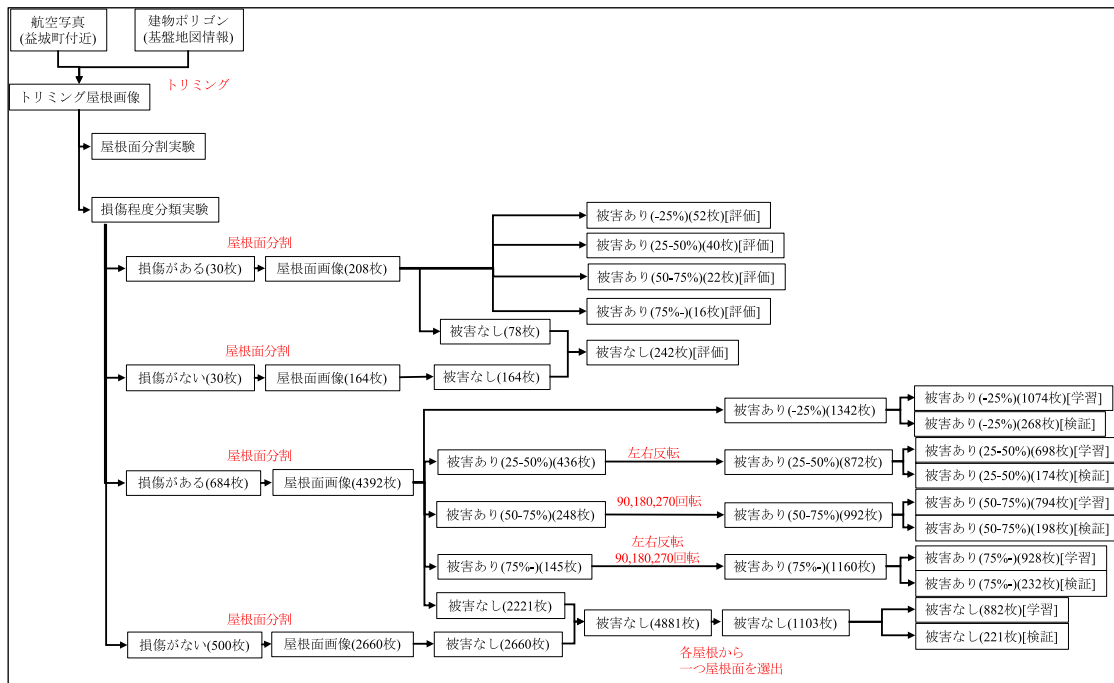 航空写真
(益城町付近)
建物ポリゴン
(基盤地図情報)
トリミング
トリミング屋根画像
屋根面分割実験
損傷程度分類実験
屋根面分割
損傷がある(30枚)
屋根面画像(208枚)
被害あり(-25%)(52枚)[評価]
被害あり(25-50%)(40枚)[評価]
被害あり(50-75%)(22枚)[評価]
被害あり(75%-)(16枚)[評価]
被害なし(78枚)
被害なし(242枚)[評価]
屋根面分割
損傷がない(30枚)
屋根面画像(164枚)
被害なし(164枚)
屋根面分割
損傷がある(684枚)
屋根面画像(4392枚)
被害あり(-25%)(1342枚)
被害あり(-25%)(1074枚)[学習]
被害あり(-25%)(268枚)[検証]
被害あり(25-50%)(436枚)
左右反転
被害あり(25-50%)(872枚)
被害あり(25-50%)(698枚)[学習]
被害あり(25-50%)(174枚)[検証]
被害あり(50-75%)(248枚)
90,180,270回転
被害あり(50-75%)(992枚)
被害あり(50-75%)(794枚)[学習]
被害あり(50-75%)(198枚)[検証]
被害あり(75%-)(145枚)
左右反転
90,180,270回転
被害あり(75%-)(1160枚)
被害あり(75%-)(928枚)[学習]
被害あり(75%-)(232枚)[検証]
被害なし(2221枚)
屋根面分割
損傷がない(500枚)
屋根面画像(2660枚)
被害なし(2660枚)
被害なし(4881枚)
各屋根から
一つ屋根面を選出
被害なし(1103枚)
被害なし(882枚)[学習]
被害なし(221枚)[検証]